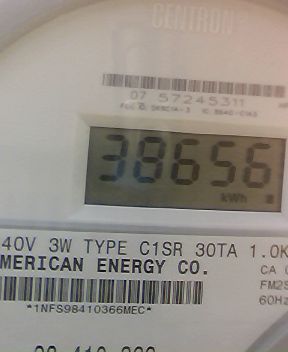 CENTRON
07 57245311
38656
kWh
40V 3W TYPE C1SR 30TA 1.0K
MERICAN ENERGY CO.
CA
FM2S
60Hz
*1NFS98410366MEC*